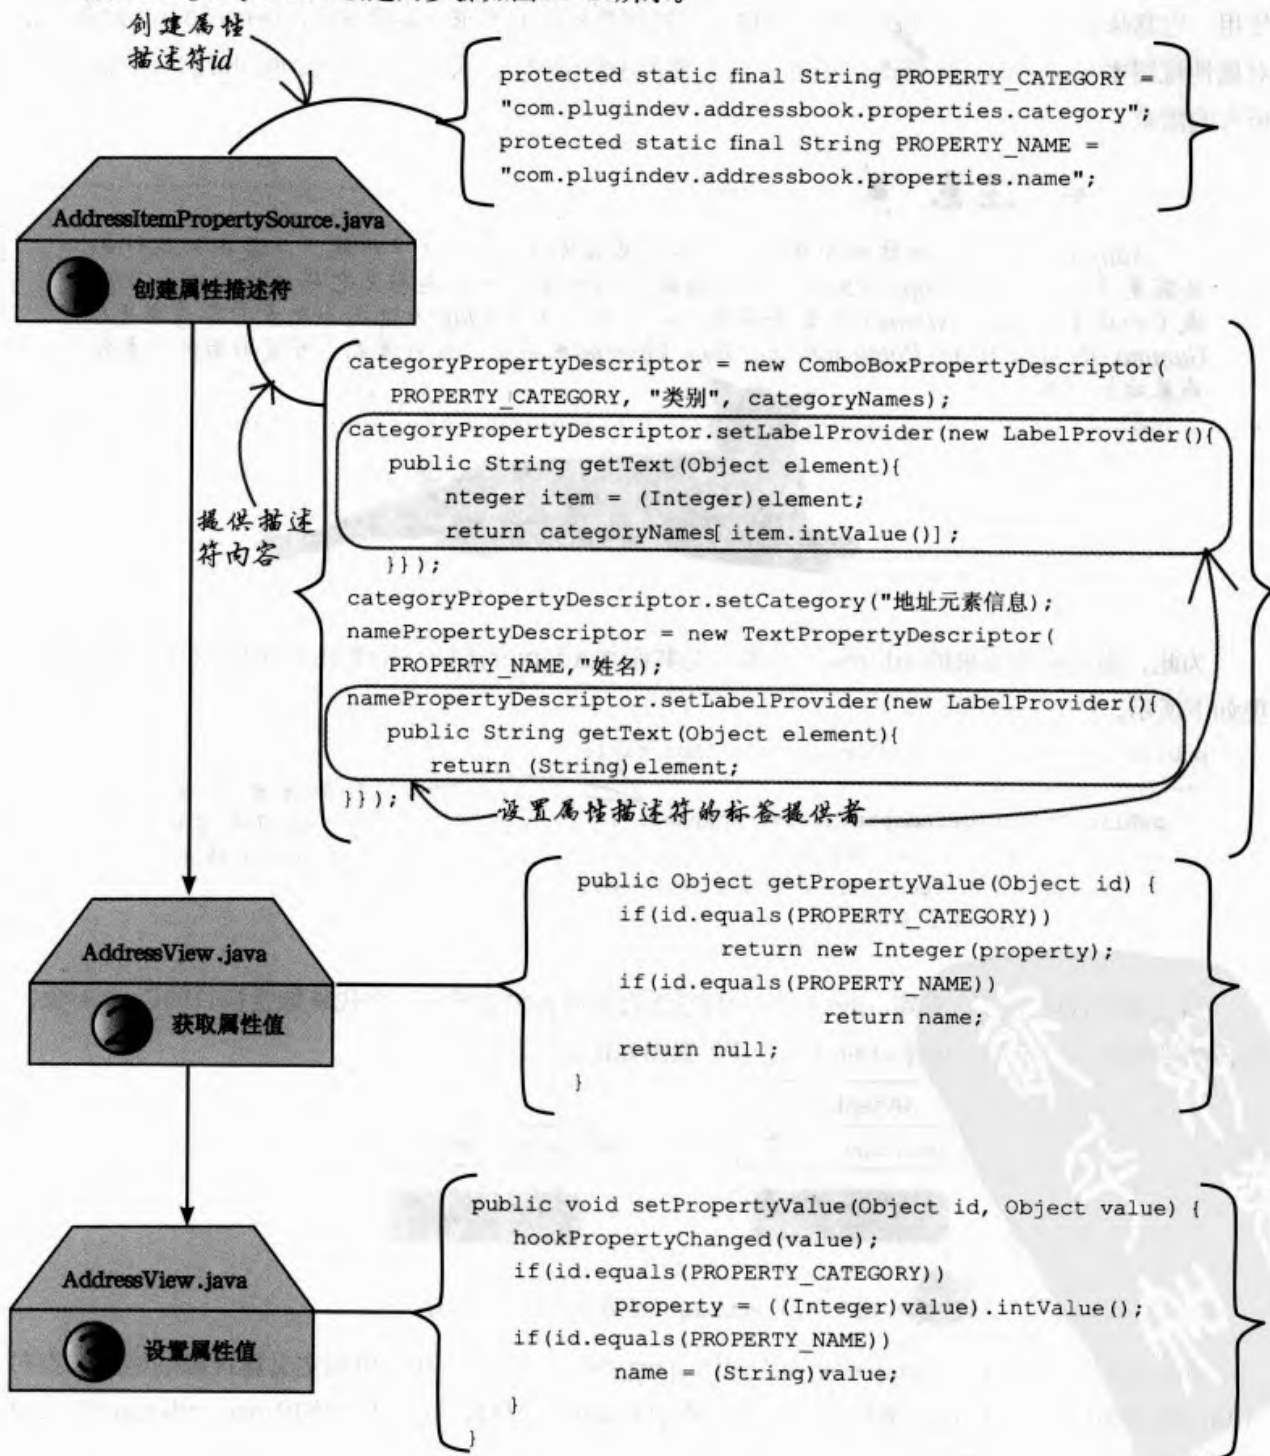 创建属性
描述符id
protected static final String PROPERTY_CATEGORY =
"com.plugindev.addressbook.properties.category";
protected static final String PROPERTY_NAME =
"com.plugindev.addressbook.properties.name";
AddressItemPropertySource.java
1 创建属性描述符
categoryPropertyDescriptor = new ComboBoxPropertyDescriptor(
PROPERTY_CATEGORY, "类别", categoryNames);
categoryPropertyDescriptor.setLabelProvider(new LabelProvider(){
public String getText(Object element){
nteger item = (Integer)element;
return categoryNames[item.intValue()];
}});
提供描述
符内容
categoryPropertyDescriptor.setCategory("地址元素信息);
namePropertyDescriptor = new TextPropertyDescriptor(
PROPERTY_NAME,"姓名);
namePropertyDescriptor.setLabelProvider(new LabelProvider(){
public String getText(Object element){
return (String)element;
}});
设置属性描述符的标签提供者
public Object getPropertyValue(Object id) {
if(id.equals(PROPERTY_CATEGORY))
return new Integer(property);
if(id.equals(PROPERTY_NAME))
return name;
return null;
}
AddressView.java
2 获取属性值
public void setPropertyValue(Object id, Object value) {
hookPropertyChanged(value);
if(id.equals(PROPERTY_CATEGORY))
property = ((Integer)value).intValue();
if(id.equals(PROPERTY_NAME))
name = (String)value;
}
}
AddressView.java
3 设置属性值